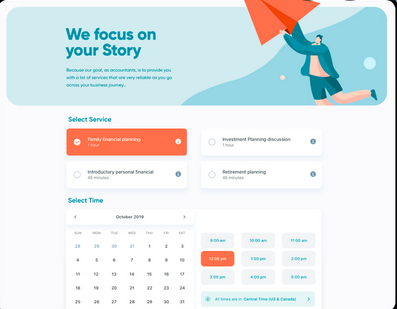 We focus on
your Story
Because our goal, as accountants, is to provide you
with a list of services that are very reliable as you go
across your business journey..
Select Service
Family financial planning
1 hour
Investment Planning discussion
1 hour
Introductory personal financial
45 minutes
Retirement planning
45 minutes
Select Time
October 2019
SUN MON TUE WED THU FRI SAT
28 29 30 31 1 2 3
4 5 6 7 8 9 10
11 12 13 14 15 16 17
18 19 20 21 22 23 24
25 26 27 28 29 30 31
9:00 am 10:00 am 11:00 am
12:00 pm 1:00 pm 2:00 pm
3:00 pm 4:00 pm 5:00 pm
All times are in Central Time (US & Canada)